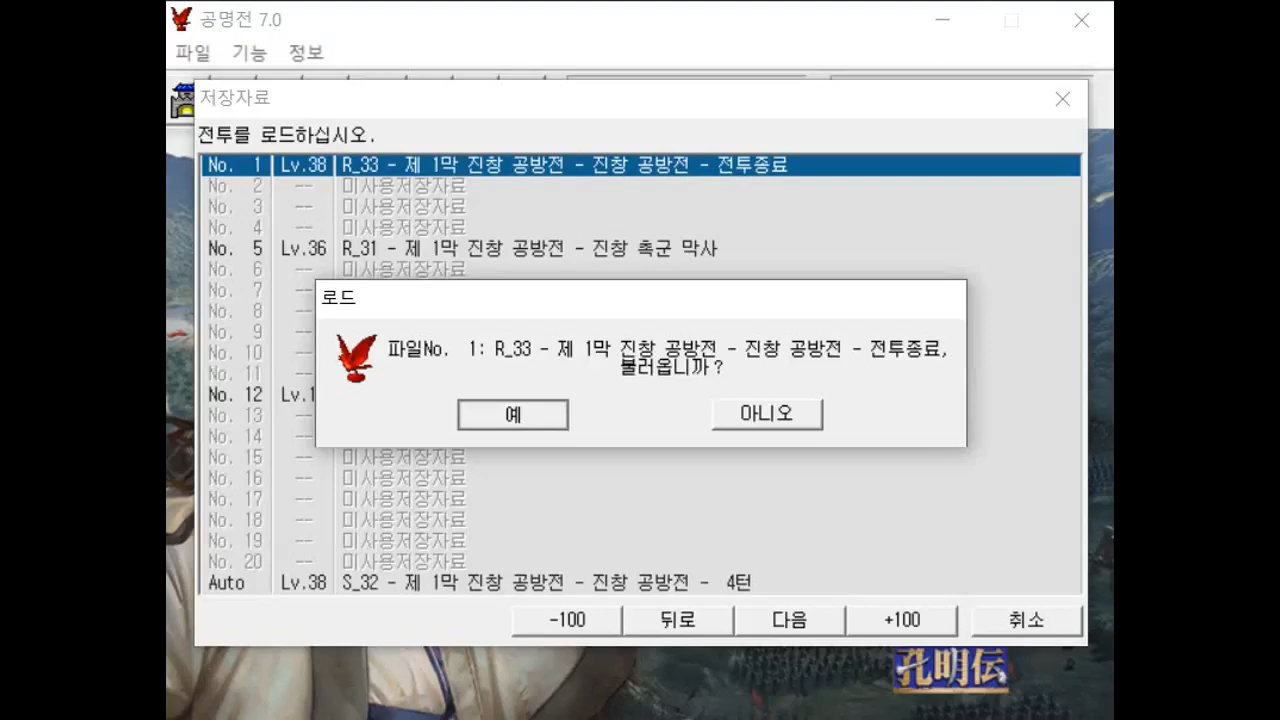 공명전 7.0
파일 기능 정보
저장자료
전투를 로드하십시오.
No. 1 Lv.38 R_33 - 제 1막 진창 공방전 - 진창 공방전 - 전투종료
No. 2 -- 미사용저장자료
No. 3 -- 미사용저장자료
No. 4 -- 미사용저장자료
No. 5 Lv.36 R_31 - 제 1막 진창 공방전 - 진창 촉군 막사
No. 6 -- 미사용저장자료
No. 7 --
No. 8 --
No. 9 --
No. 10 --
No. 11 --
No. 12 Lv.1
No. 13 --
No. 14 --
로드
파일No. 1: R_33 - 제 1막 진창 공방전 - 진창 공방전 - 전투종료,
불러옵니까?
예 아니오
No. 15 -- 미사용저장자료
No. 16 -- 미사용저장자료
No. 17 -- 미사용저장자료
No. 18 -- 미사용저장자료
No. 19 -- 미사용저장자료
No. 20 -- 미사용저장자료
Auto Lv.38 S_32 - 제 1막 진창 공방전 - 진창 공방전 - 4턴
-100 뒤로 다음 +100 취소
孔明伝